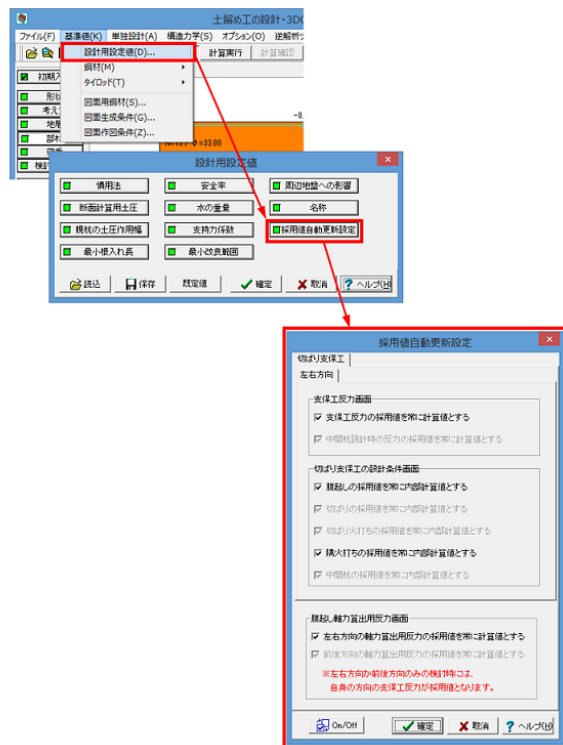 土留め工の設計・3DC
ファイル(F) 基準値(K) 単独設計(A) 構造力学(S) オプション(O) 逆解析
設計用設定値(D)... 計算実行 計算確認
鋼材(M)
初期入
タイロッド(T)
形状
図面用鋼材(S)...
考え
図面生成条件(G)...
地層
図面作図条件(Z)...
部材
検討
設計用設定値
慣用法 安全率 周辺地盤への影響
断面計算用土圧 水の重量 名称
親杭の土圧作用幅 支持力係数 採用値自動更新設定
最小根入れ長 最小改良範囲
読込 保存 既定値 確定 取消 ヘルプ(H)
採用値自動更新設定
切ばり支保工
左右方向
支保工反力画面
支保工反力の採用値を常に計算値とする
中間杭設計時の反力の採用値を常に計算値とする
切ばり支保工の設計条件画面
腹起しの採用値を常に内部計算値とする
切ばりの採用値を常に内部計算値とする
切ばり火打ちの採用値を常に内部計算値とする
隅火打ちの採用値を常に内部計算値とする
中間杭の採用値を常に内部計算値とする
腹起し軸力算出用反力画面
左右方向の軸力算出用反力の採用値を常に計算値とする
前後方向の軸力算出用反力の採用値を常に計算値とする
※左右方向か前後方向のみの検討時には、
自身の方向の支保工反力が採用値となります。
On/Off 確定 取消 ヘルプ(H)